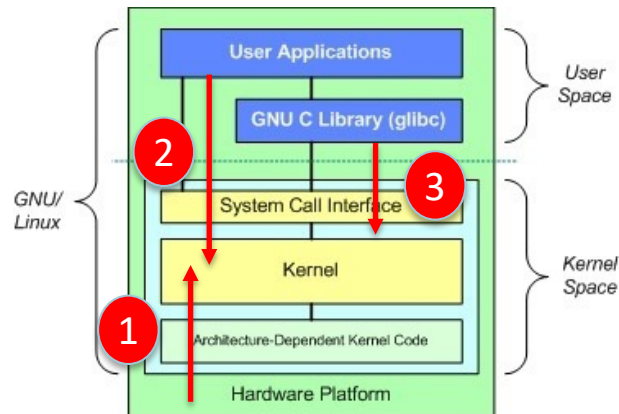 User Applications
User
Space
GNU C Library (glibc)
2
3
GNU/
Linux
System Call Interface
Kernel
Kernel
Space
1
Architecture-Dependent Kernel Code
Hardware Platform